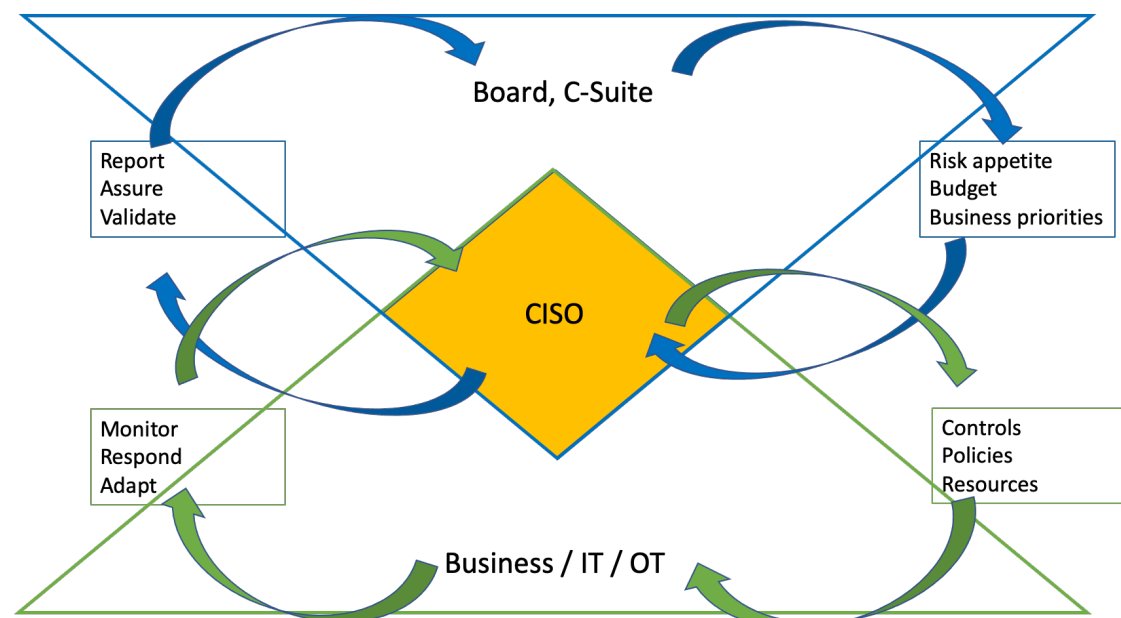 Board, C-Suite
Report
Assure
Validate
Risk appetite
Budget
Business priorities
CISO
Monitor
Respond
Adapt
Controls
Policies
Resources
Business / IT / OT